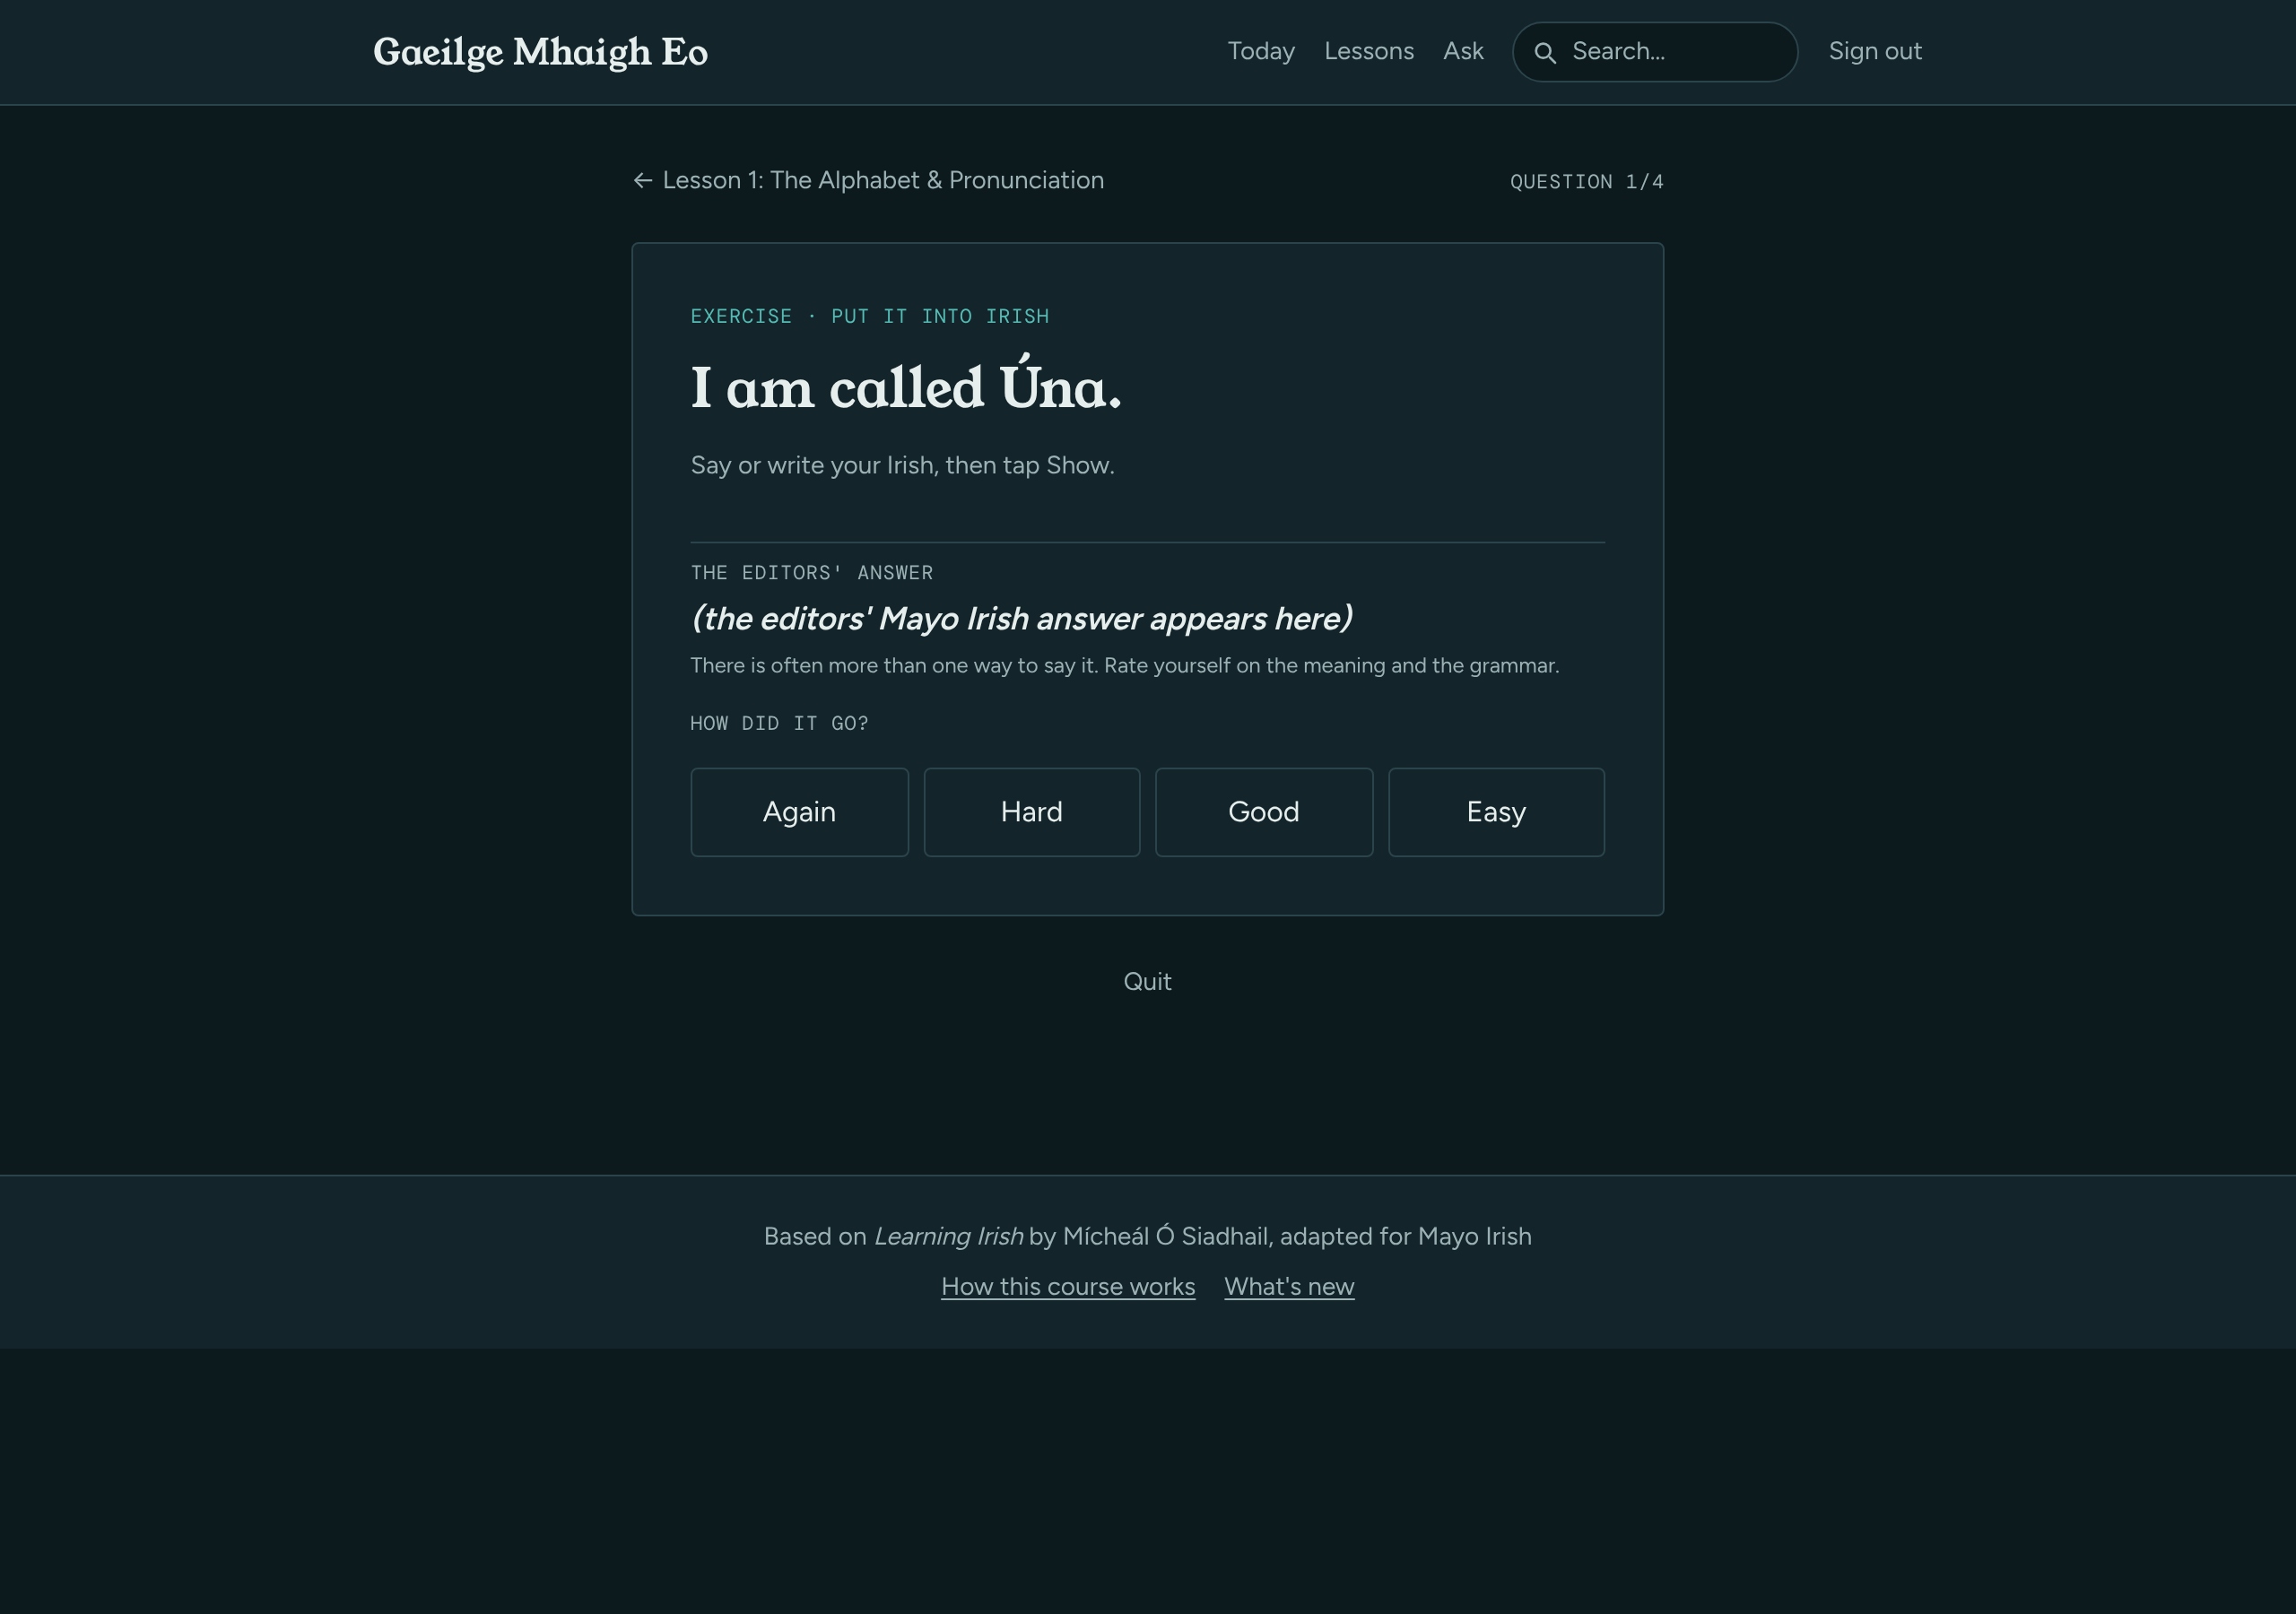 Gaeilge Mhaigh Eo
Today
Lessons
Ask
Search...
Sign out
← Lesson 1: The Alphabet & Pronunciation
QUESTION 1/4
EXERCISE · PUT IT INTO IRISH
I am called Úna.
Say or write your Irish, then tap Show.
THE EDITORS' ANSWER
(the editors' Mayo Irish answer appears here)
There is often more than one way to say it. Rate yourself on the meaning and the grammar.
HOW DID IT GO?
Again
Hard
Good
Easy
Quit
Based on Learning Irish by Mícheál Ó Siadhail, adapted for Mayo Irish
How this course works
What's new